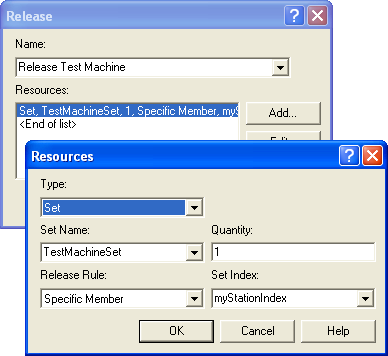 Release
Name:
Release Test Machine
Resources:
Set, TestMachineSet, 1, Specific Member, myS
<End of list>
Add...
Resources
Type:
Set
Set Name:
Quantity:
TestMachineSet
1
Release Rule:
Set Index:
Specific Member
myStationIndex
OK
Cancel
Help